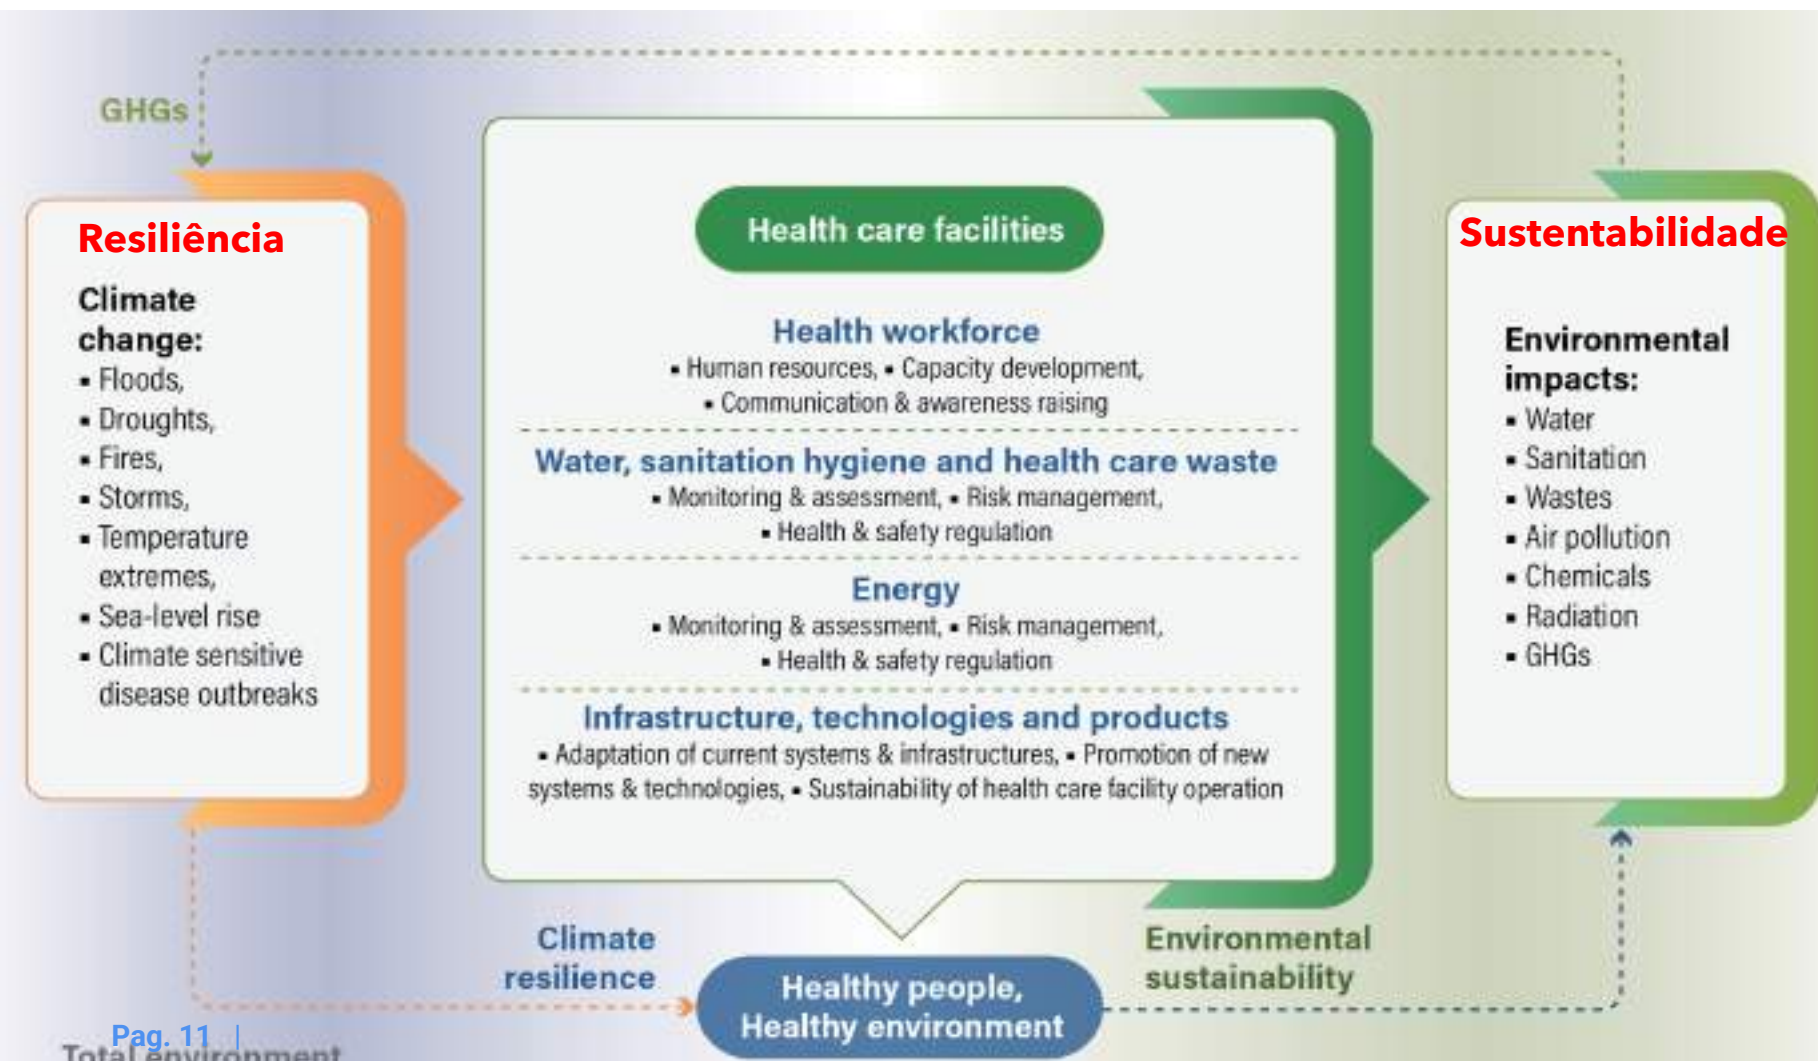 GHGs
Resiliência
Climate
change:
▪ Floods,
▪ Droughts,
▪ Fires,
▪ Storms,
▪ Temperature
extremes,
▪ Sea-level rise
▪ Climate sensitive
disease outbreaks
Health care facilities
Health workforce
▪ Human resources, ▪ Capacity development,
▪ Communication & awareness raising
Water, sanitation hygiene and health care waste
▪ Monitoring & assessment, ▪ Risk management,
▪ Health & safety regulation
Energy
▪ Monitoring & assessment, ▪ Risk management,
▪ Health & safety regulation
Infrastructure, technologies and products
▪ Adaptation of current systems & infrastructures, ▪ Promotion of new
systems & technologies, ▪ Sustainability of health care facility operation
Sustentabilidade
Environmental
impacts:
▪ Water
▪ Sanitation
▪ Wastes
▪ Air pollution
▪ Chemicals
▪ Radiation
▪ GHGs
Climate
resilience
Healthy people,
Healthy environment
Environmental
sustainability
Pag. 11 |
Total environment